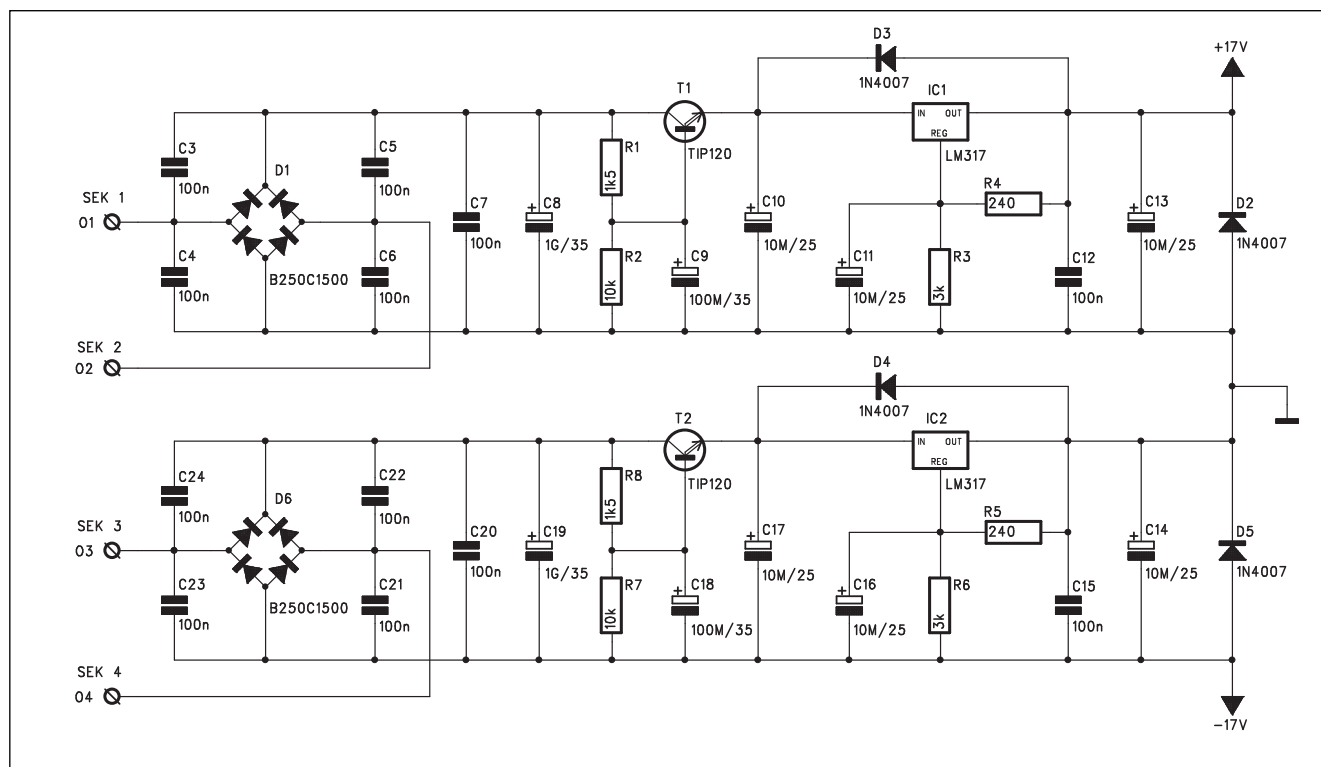 D3
1N4007
+17V
T1
TIP120
IC1
IN OUT
REG
LM317
C3
100n
D1
C5
100n
SEK 1
01
C4
100n
B250C1500
C6
100n
C7
100n
C8
+
1G/35
R1
1k5
R2
10k
C9
+
100M/35
C10
+
10M/25
C11
+
10M/25
R4
240
R3
3k
C12
100n
C13
+
10M/25
D2
1N4007
SEK 2
02
D4
1N4007
T2
TIP120
IC2
IN OUT
REG
LM317
C24
100n
D6
C22
100n
SEK 3
03
C23
100n
B250C1500
C21
100n
C20
100n
C19
+
1G/35
R8
1k5
R7
10k
C18
+
100M/35
C17
+
10M/25
C16
+
10M/25
R5
240
R6
3k
C15
100n
C14
+
10M/25
D5
1N4007
SEK 4
04
-17V